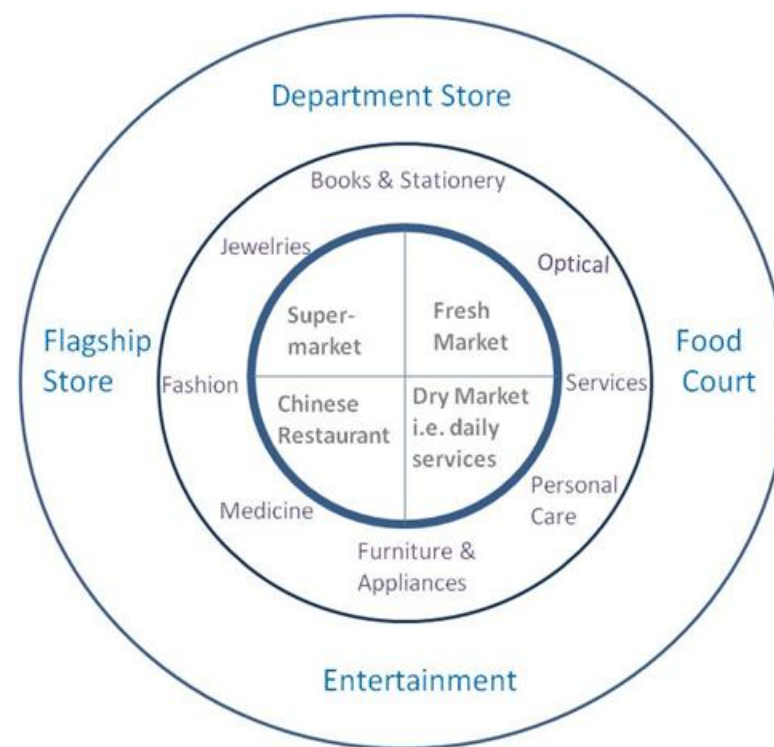 Department Store
Books & Stationery
Jewelries
Optical
Super-
market
Fresh
Market
Flagship
Store
Food
Court
Fashion
Services
Chinese
Restaurant
Dry Market
i.e. daily
services
Medicine
Personal
Care
Furniture &
Appliances
Entertainment